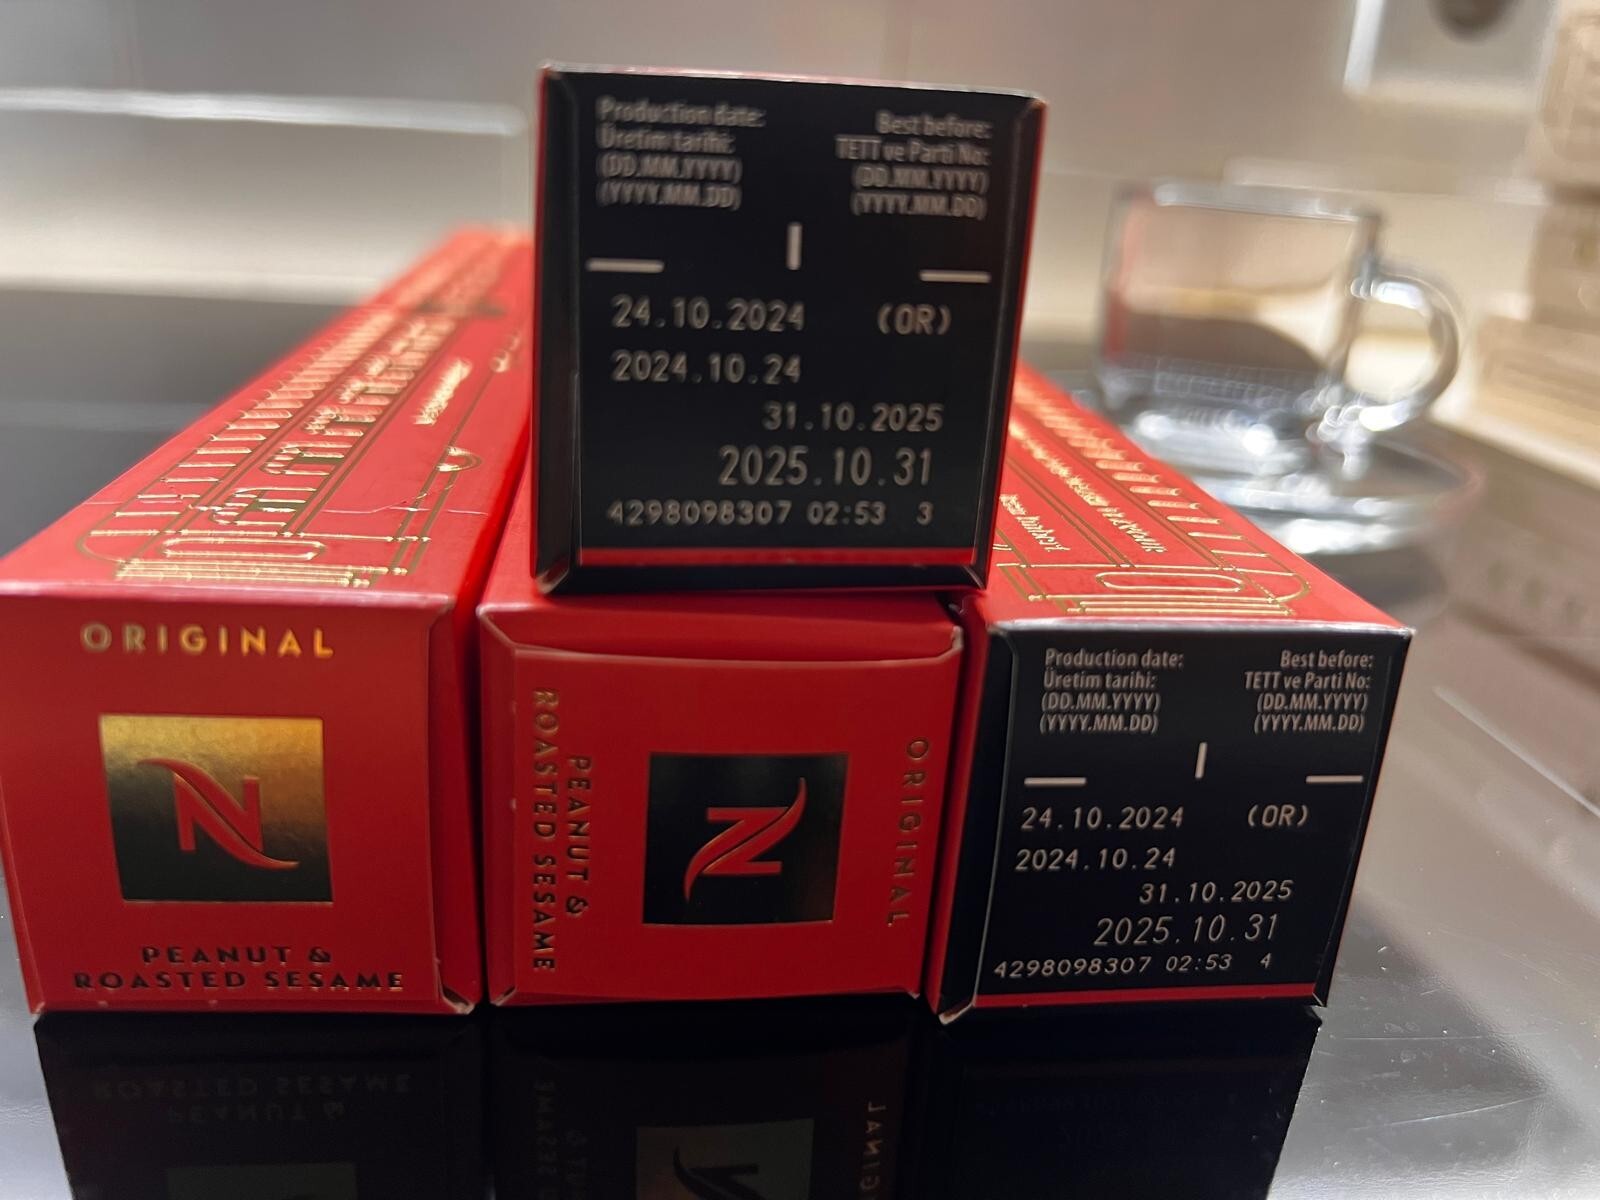 Production date:
Üretim tarihi:
(DD.MM.YYYY)
(YYYY.MM.DD)
Best before:
TETT ve Parti No:
(DD.MM.YYYY)
(YYYY.MM.DD)
24.10.2024 (OR)
2024.10.24
31.10.2025
2025.10.31
4298098307 02:53 3
ORIGINAL
N
PEANUT &
ROASTED SESAME
ORIGINAL
N
PEANUT &
ROASTED SESAME
Production date:
Üretim tarihi:
(DD.MM.YYYY)
(YYYY.MM.DD)
Best before:
TETT ve Parti No:
(DD.MM.YYYY)
(YYYY.MM.DD)
24.10.2024 (OR)
2024.10.24
31.10.2025
2025.10.31
4298098307 02:53 4